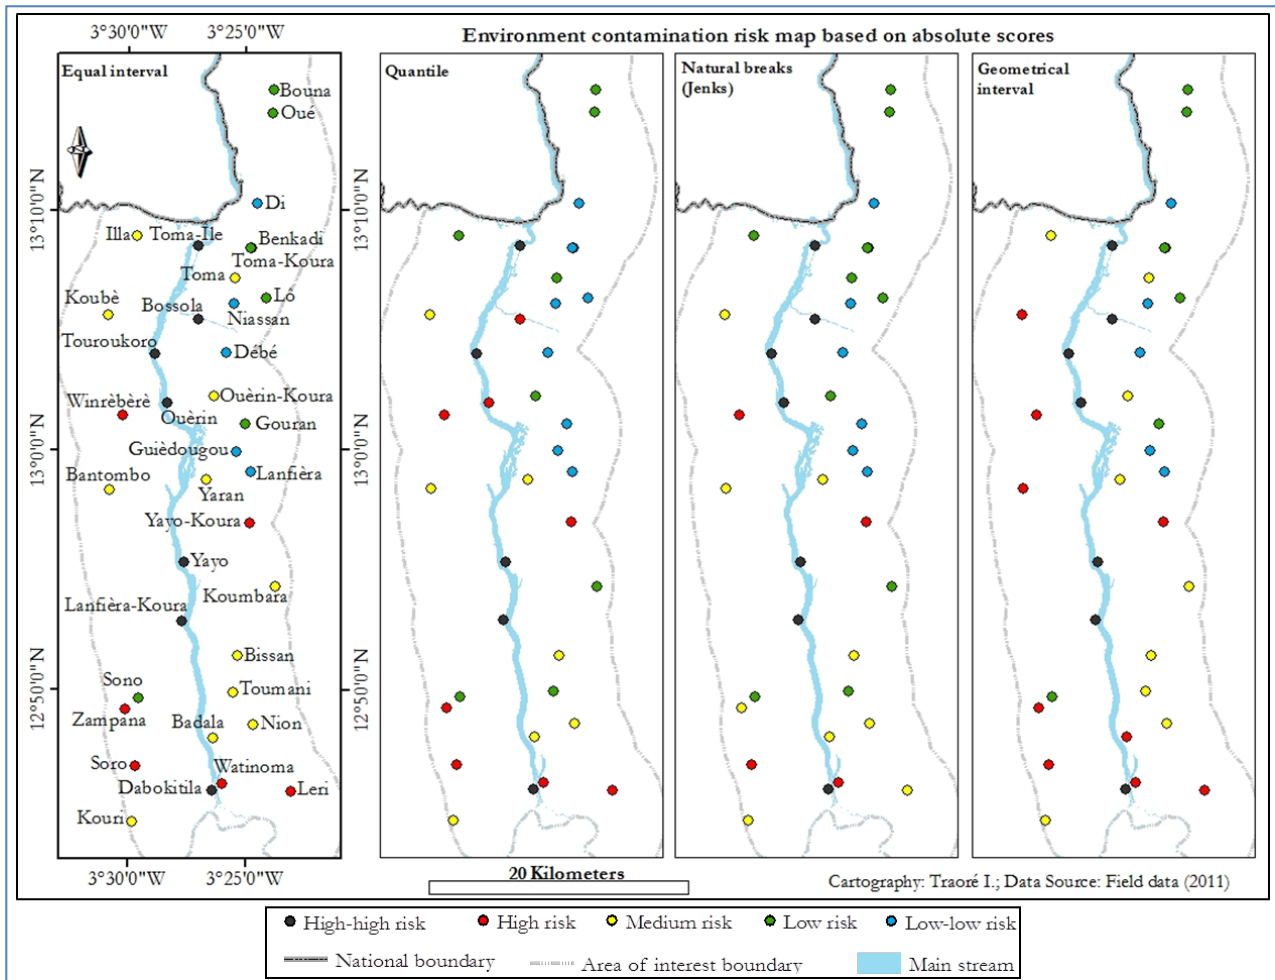 3°30'0"W 3°25'0"W
Environment contamination risk map based on absolute scores
Equal interval
Quantile
Natural breaks
(Jenks)
Geometrical
interval
Bouna
Oué
13°10'0"N
Di
Illa
Toma-Ile
Benkadi
Toma-Koura
Toma
Koubè
Bossola
Lô
Niassan
Touroukoro
Débé
Winrèbèrè
Ouèrin-Koura
Ouèrin
Gouran
13°0'0"N
Guièdougou
Bantombo
Lanfièra
Yaran
Yayo-Koura
Yayo
Koumbara
Lanfièra-Koura
Bissan
12°50'0"N
Sono
Toumani
Zampana
Badala
Nion
Soro
Watinoma
Dabokitila
Leri
Kouri
3°30'0"W 3°25'0"W
20 Kilometers
Cartography: Traoré I.; Data Source: Field data (2011)
High-high risk High risk Medium risk Low risk Low-low risk
National boundary Area of interest boundary Main stream